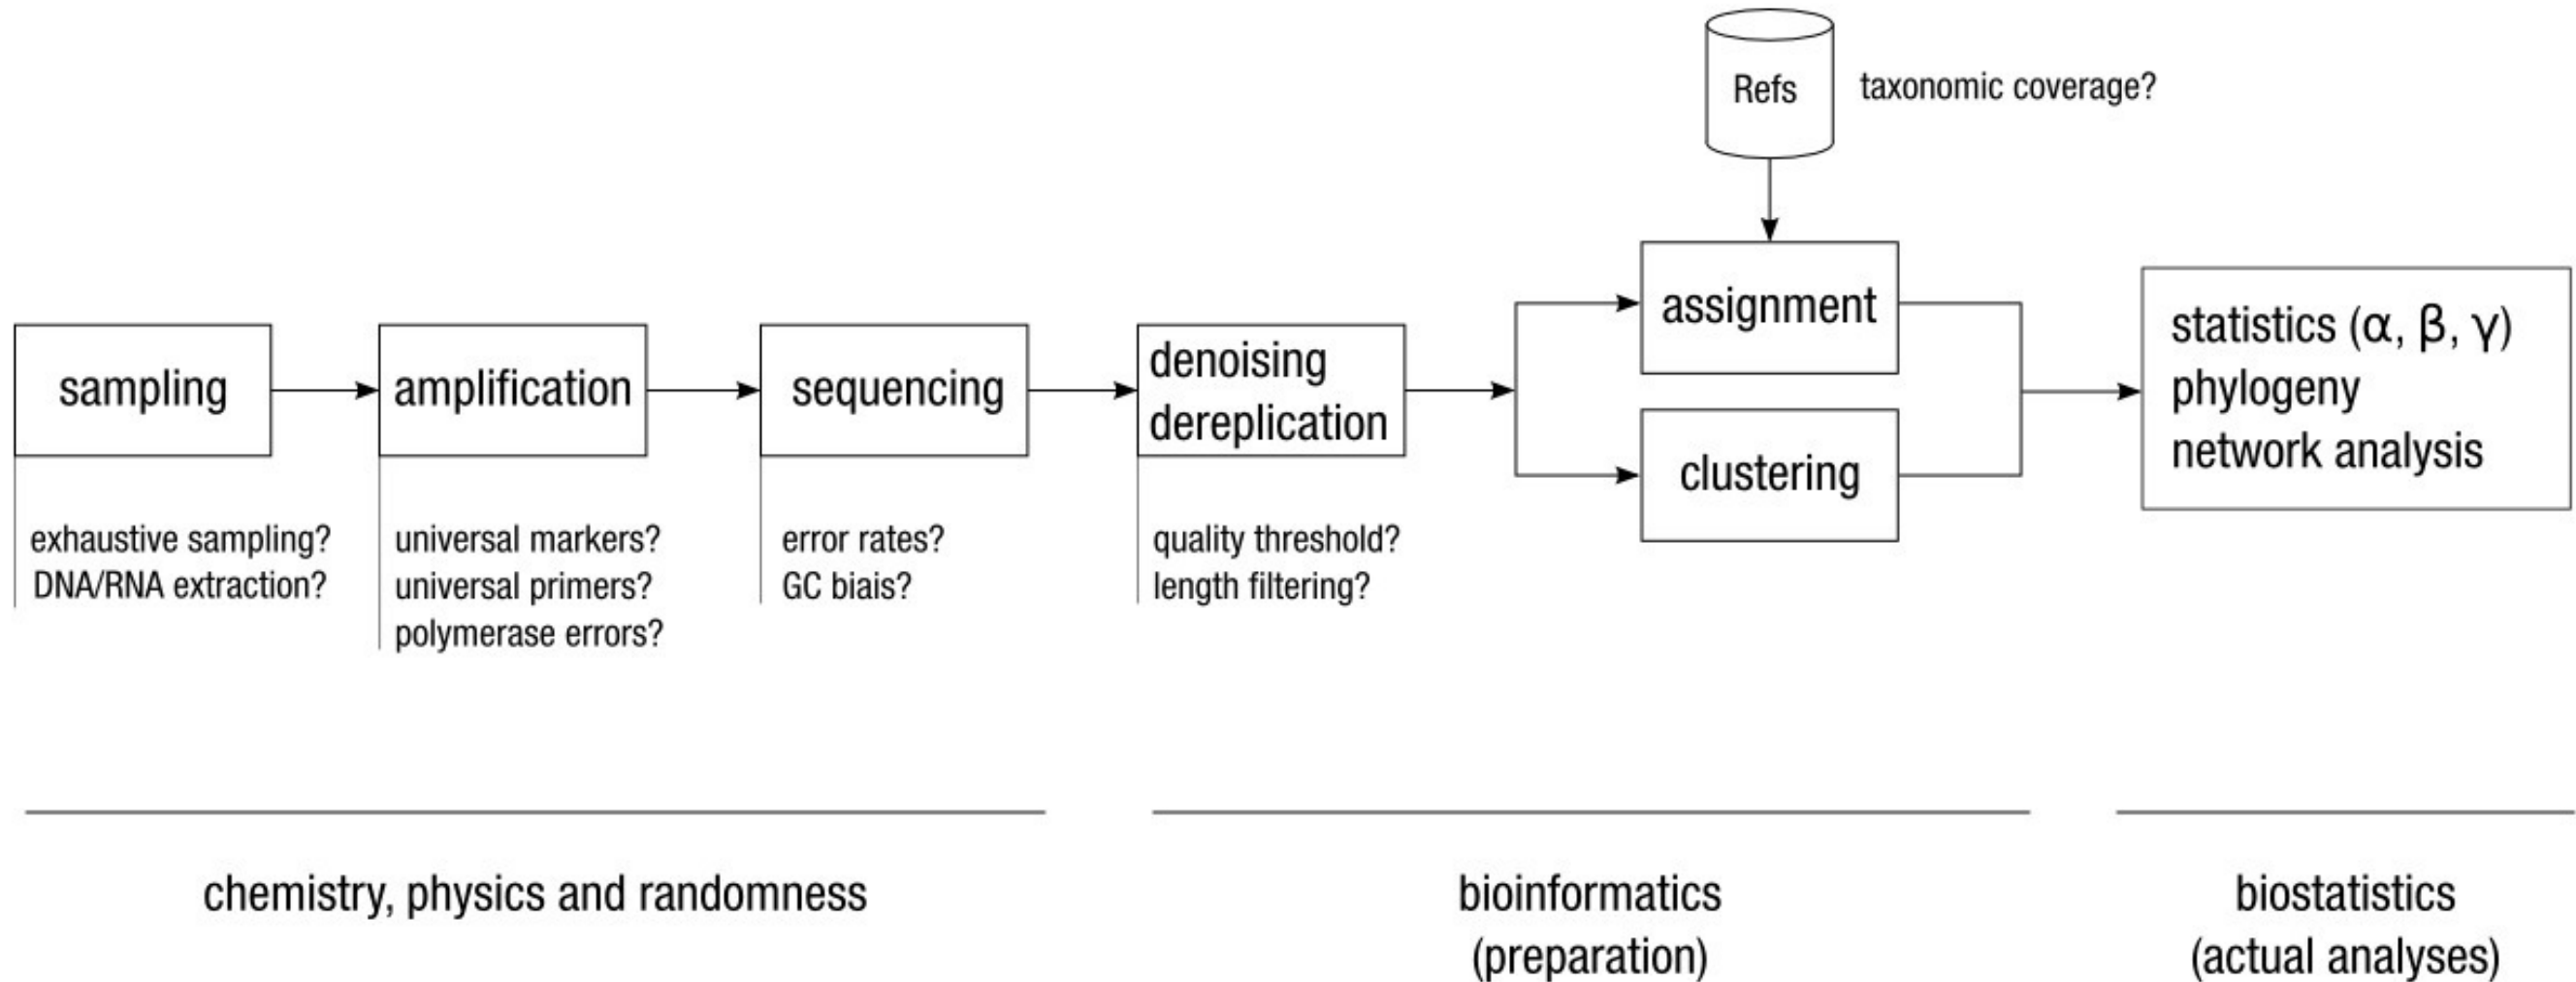 Refs
taxonomic coverage?
sampling
amplification
sequencing
denoising
dereplication
assignment
clustering
statistics (α, β, γ)
phylogeny
network analysis
exhaustive sampling?
DNA/RNA extraction?
universal markers?
universal primers?
polymerase errors?
error rates?
GC biais?
quality threshold?
length filtering?
chemistry, physics and randomness
bioinformatics
(preparation)
biostatistics
(actual analyses)